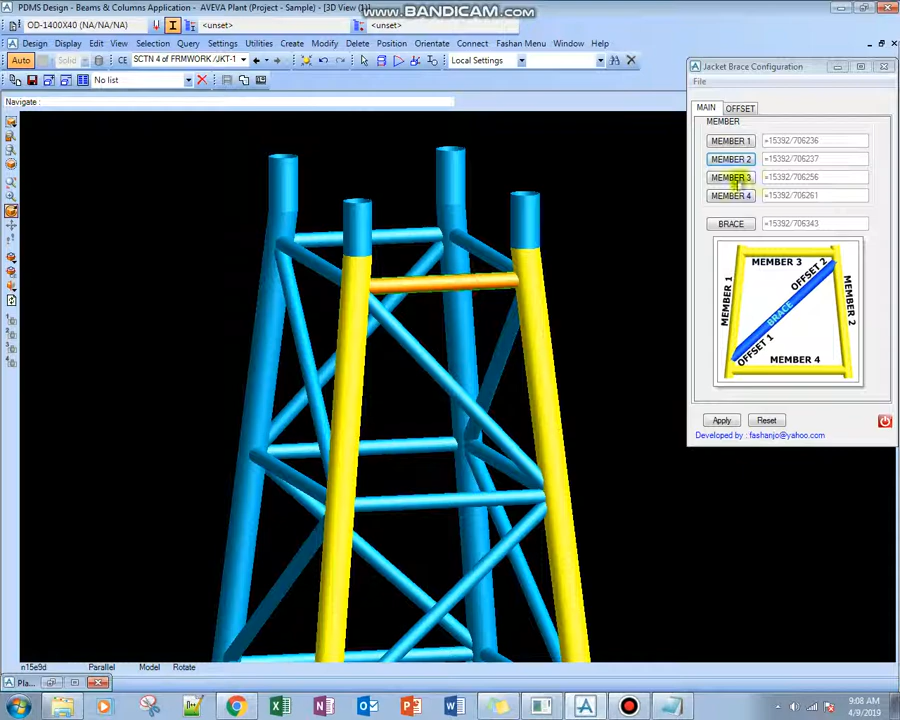 PDMS Design - Beams & Columns Application - AVEVA Plant (Project - Sample) - [3D View (1)]
www.BANDICAM.com
OD-1400X40 (NA/NA/NA)
<unset>
<unset>
Design Edit View Selection Query Settings Utilities Create Modify Delete Position Orientate Connect Fashan Menu Window Help
Auto Solid CE SCTN 4 of FRMWORK /JKT-1 Local Settings
No list
Navigate :
Jacket Brace Configuration
File
MAIN OFFSET
MEMBER
MEMBER 1 =15392/706236
MEMBER 2 =15392/706237
MEMBER 3 =15392/706256
MEMBER 4 =15392/706261
BRACE =15392/706343
MEMBER 3
MEMBER 1
OFFSET 2
MEMBER 2
BRACE
OFFSET 1
MEMBER 4
Apply Reset
Developed by : fashanjo@yahoo.com
n15e9d Parallel Model Rotate
Pla...
9:08 AM
4/9/2019